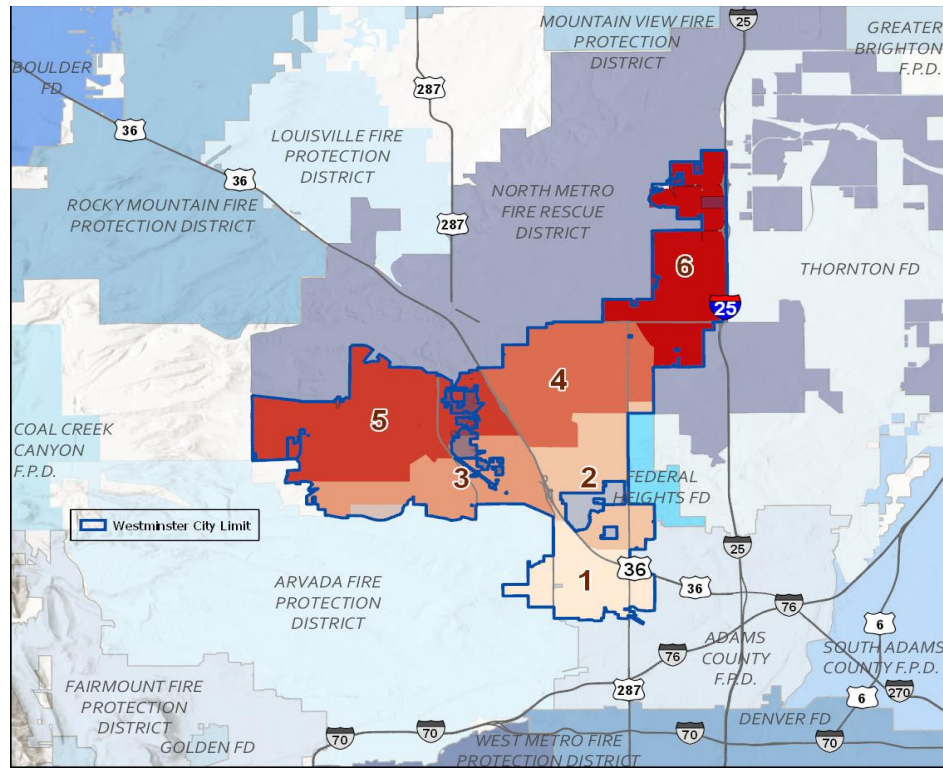 MOUNTAIN VIEW FIRE
PROTECTION
DISTRICT
25
GREATER
BRIGHTON
F.P.D.
BOULDER
FD
287
36
LOUISVILLE FIRE
PROTECTION
DISTRICT
36
ROCKY MOUNTAIN FIRE
PROTECTION DISTRICT
NORTH METRO
FIRE RESCUE
DISTRICT
287
6
THORNTON FD
25
4
5
COAL CREEK
CANYON
F.P.D.
3
2
FEDERAL
HEIGHTS FD
Westminster City Limit
25
1
36
36
ARVADA FIRE
PROTECTION
DISTRICT
76
6
76
ADAMS
COUNTY
F.P.D.
SOUTH ADAMS
COUNTY F.P.D.
287
6
270
FAIRMOUNT FIRE
PROTECTION
DISTRICT
GOLDEN FD
70
70
WEST METRO FIRE
PROTECTION DISTRICT
70
DENVER FD
70